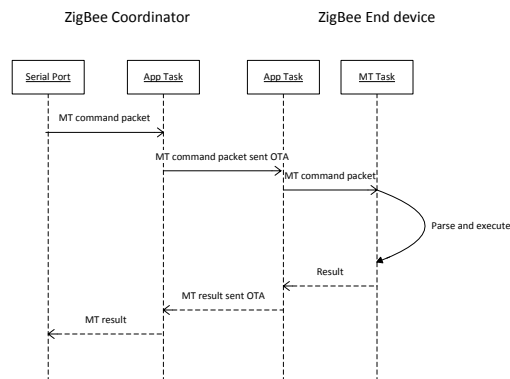 ZigBee Coordinator
ZigBee End device
Serial Port
App Task
App Task
MT Task
MT command packet
MT command packet sent OTA
MT command packet
Parse and execute
Result
MT result sent OTA
MT result